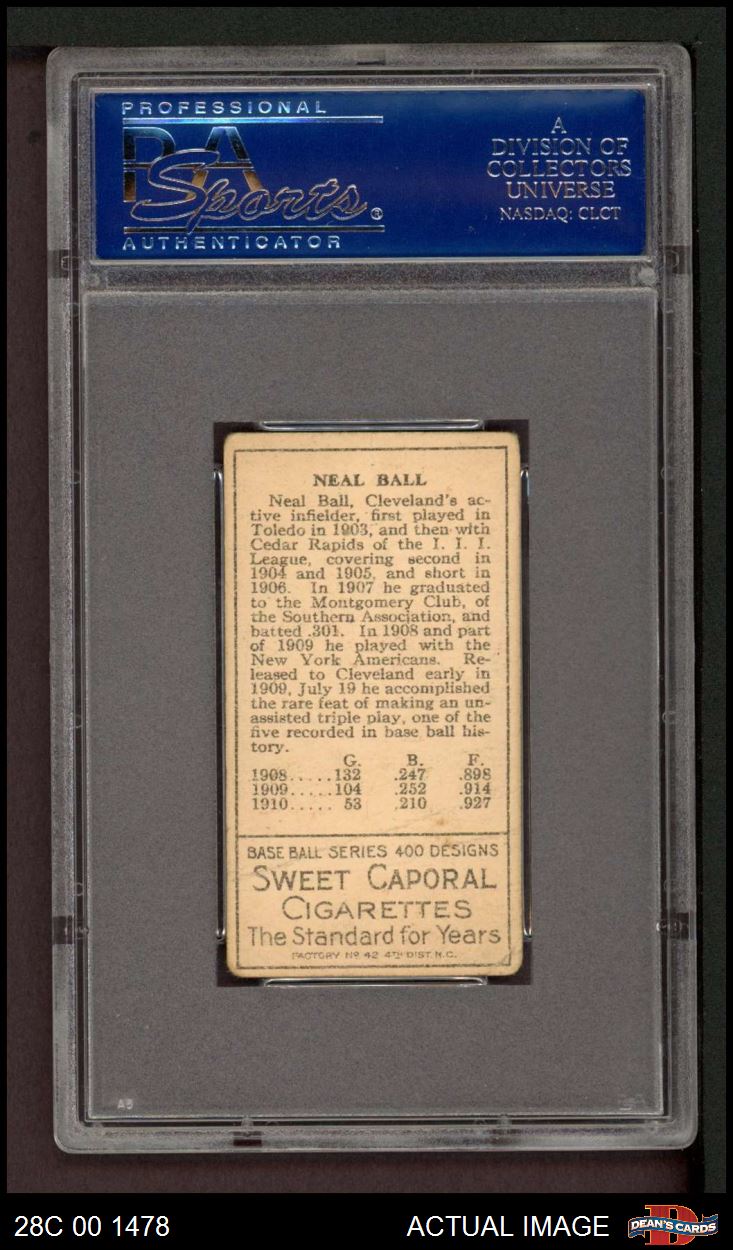 PROFESSIONAL
PSA
Sports®
AUTHENTICATOR
A
DIVISION OF
COLLECTORS
UNIVERSE
NASDAQ: CLCT
NEAL BALL
Neal Ball, Cleveland's ac-
tive infielder, first played in
Toledo in 1903, and then with
Cedar Rapids of the I. I. I.
League, covering second in
1904 and 1905, and short in
1906. In 1907 he graduated
to the Montgomery Club, of
the Southern Association, and
batted .301. In 1908 and part
of 1909 he played with the
New York Americans. Re-
leased to Cleveland early in
1909, July 19 he accomplished
the rare feat of making an un-
assisted triple play, one of the
five recorded in base ball his-
tory.
G. B. F.
1908.....132 .247 .898
1909.....104 .252 .914
1910..... 53 .210 .927
BASE BALL SERIES 400 DESIGNS
SWEET CAPORAL
CIGARETTES
The Standard for Years
FACTORY Nº 42 4TH DIST. N.C.
28C 00 1478
ACTUAL IMAGE
DEAN'S CARDS